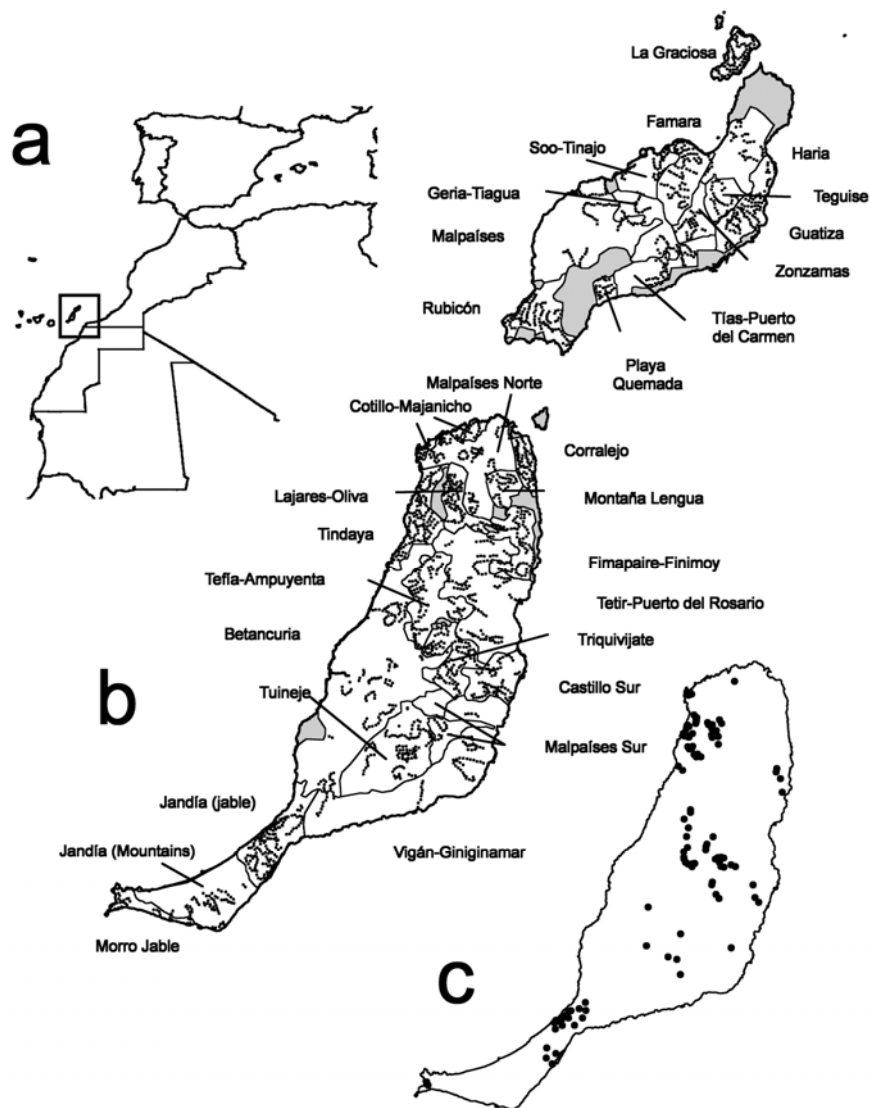 a
La Graciosa
Famara
Soo-Tinajo
Haria
Geria-Tiagua
Teguise
Malpaíses
Guatiza
Zonzamas
Rubicón
Tías-Puerto
del Carmen
Playa
Quemada
Malpaíses Norte
Cotillo-Majanicho
Corralejo
Lajares-Oliva
Montaña Lengua
Tindaya
Fimapaire-Finimoy
Tefía-Ampuyenta
Tetir-Puerto del Rosario
Betancuria
Triquivijate
b
Tuineje
Castillo Sur
Malpaíses Sur
Jandía (jable)
Jandía (Mountains)
Vigán-Giniginamar
Morro Jable
c